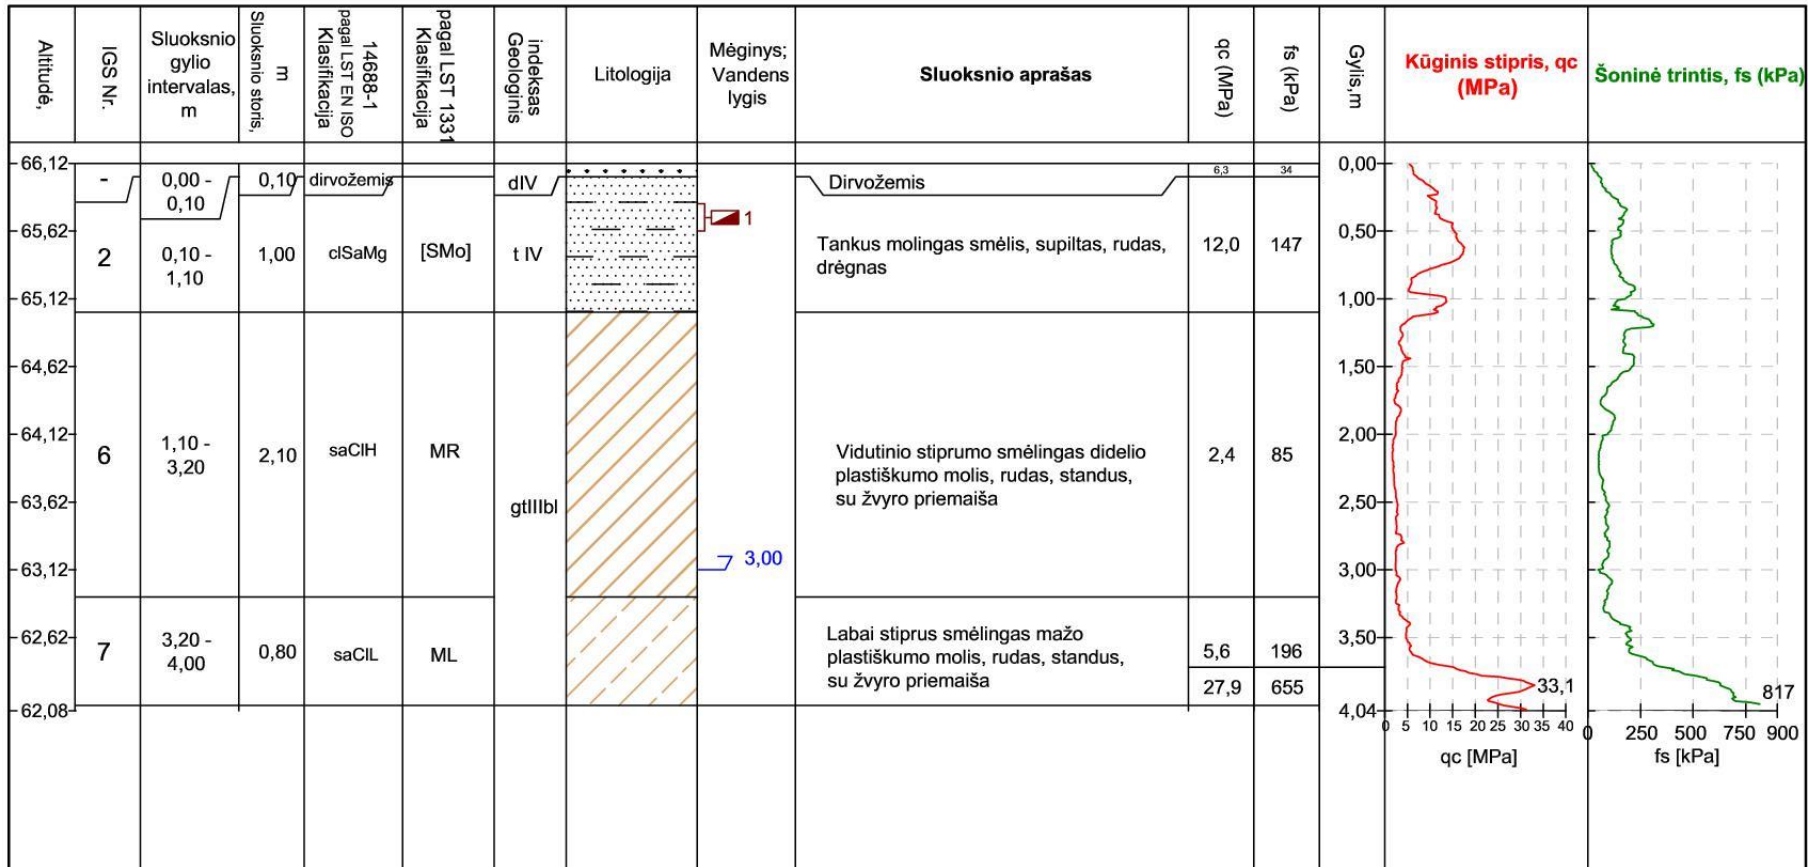 Altitudė,
IGS Nr.
Sluoksnio
gylio
intervalas,
m
Sluoksnio storis,
m
Klasifikacija
pagal LST EN ISO
14688-1
Klasifikacija
pagal LST 1331
Geologinis
indeksas
Litologija
Mėginys;
Vandens
lygis
Sluoksnio aprašas
qc (MPa)
fs (kPa)
Gylis,m
Kūginis stipris, qc
(MPa)
Šoninė trintis, fs (kPa)
66,12
65,62
65,12
64,62
64,12
63,62
63,12
62,62
62,08
-
0,00 -
0,10
0,10
dirvožemis
dIV
Dirvožemis
6,3
34
2
0,10 -
1,10
1,00
clSaMg
[SMo]
t IV
1
Tankus molingas smėlis, supiltas, rudas,
drėgnas
12,0
147
6
1,10 -
3,20
2,10
saClH
MR
gtIIIbl
3,00
Vidutinio stiprumo smėlingas didelio
plastiškumo molis, rudas, standus,
su žvyro priemaiša
2,4
85
7
3,20 -
4,00
0,80
saClL
ML
Labai stiprus smėlingas mažo
plastiškumo molis, rudas, standus,
su žvyro priemaiša
5,6
196
27,9
655
0,00
0,50
1,00
1,50
2,00
2,50
3,00
3,50
4,04
33,1
0 5 10 15 20 25 30 35 40
qc [MPa]
817
0 250 500 750 900
fs [kPa]